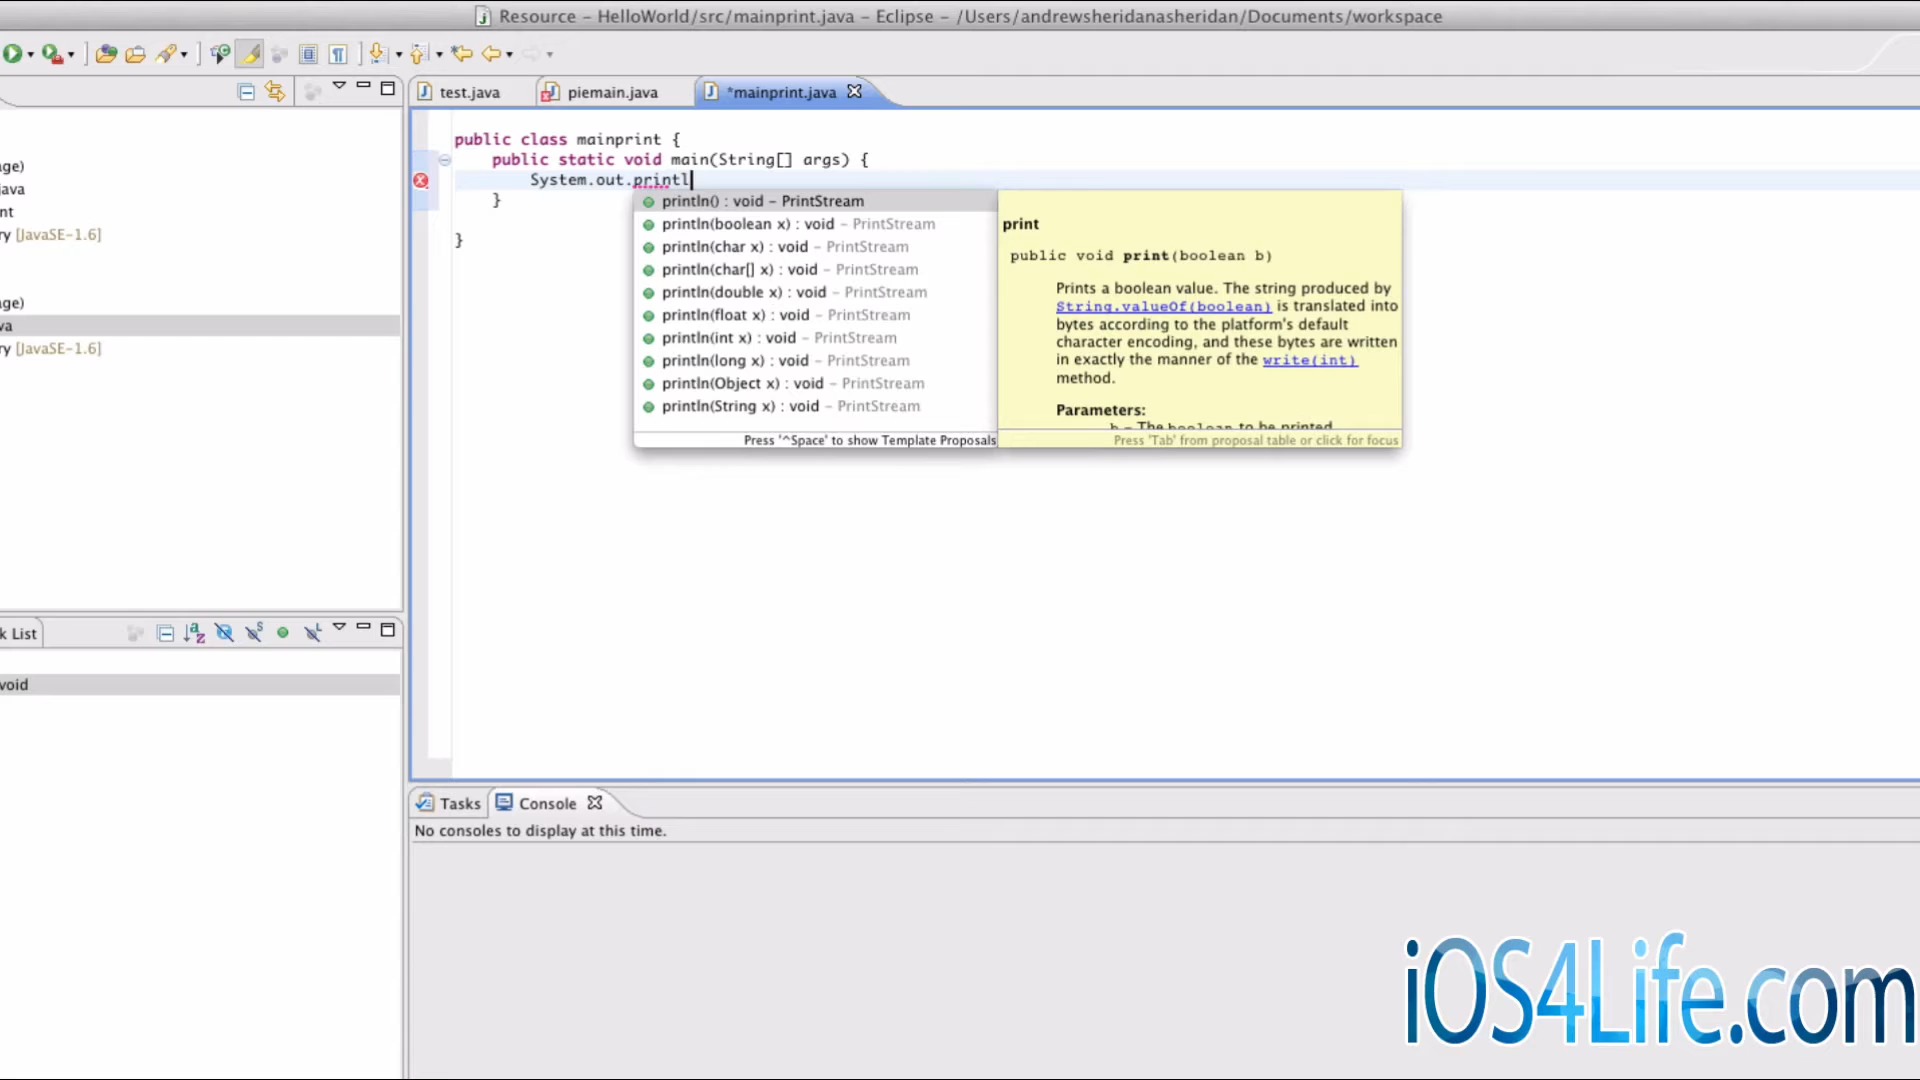 Resource – HelloWorld/src/mainprint.java – Eclipse – /Users/andrewsheridanasheridan/Documents/workspace
test.java
piemain.java
*mainprint.java
age)
java
nt
ry [JavaSE-1.6]
age)
va
ry [JavaSE-1.6]
public class mainprint {
public static void main(String[] args) {
System.out.printl
}
}
println() : void – PrintStream
println(boolean x) : void – PrintStream
println(char x) : void – PrintStream
println(char[] x) : void – PrintStream
println(double x) : void – PrintStream
println(float x) : void – PrintStream
println(int x) : void – PrintStream
println(long x) : void – PrintStream
println(Object x) : void – PrintStream
println(String x) : void – PrintStream
Press '^Space' to show Template Proposals
print
public void print(boolean b)
Prints a boolean value. The string produced by
String.valueOf(boolean) is translated into
bytes according to the platform's default
character encoding, and these bytes are written
in exactly the manner of the write(int)
method.
Parameters:
b – The boolean to be printed
Press 'Tab' from proposal table or click for focus
k List
void
Tasks
Console
No consoles to display at this time.
iOS4Life.com